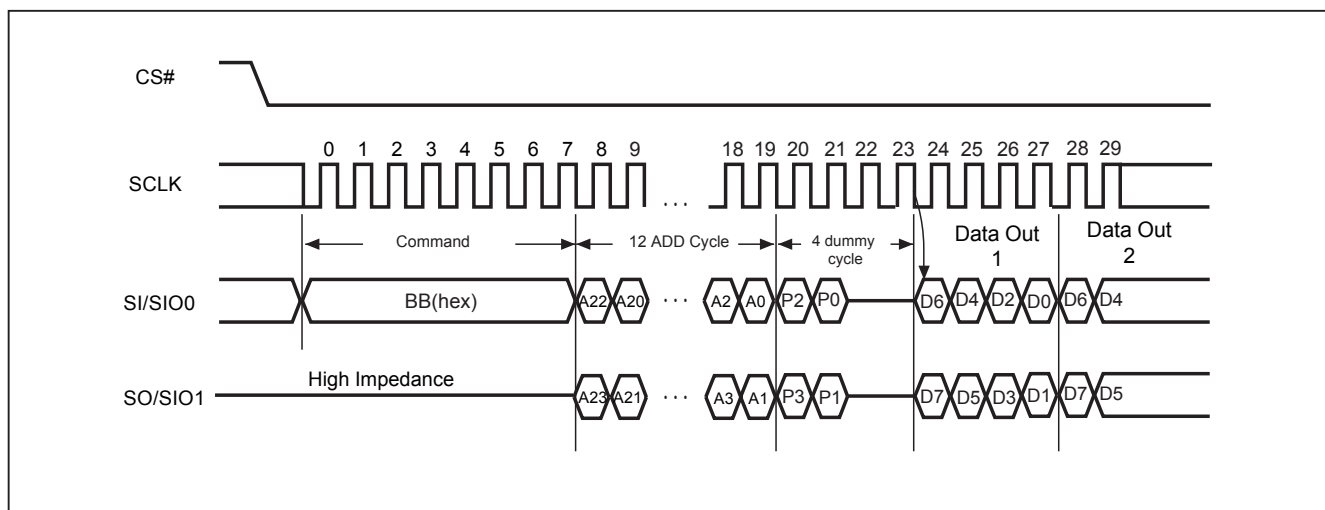 CS#
0 1 2 3 4 5 6 7 8 9 18 19 20 21 22 23 24 25 26 27 28 29
SCLK
· · ·
Command 12 ADD Cycle 4 dummy cycle Data Out 1 Data Out 2
SI/SIO0 BB(hex) A22 A20 · · · A2 A0 P2 P0 D6 D4 D2 D0 D6 D4
High Impedance
SO/SIO1 A23 A21 · · · A3 A1 P3 P1 D7 D5 D3 D1 D7 D5